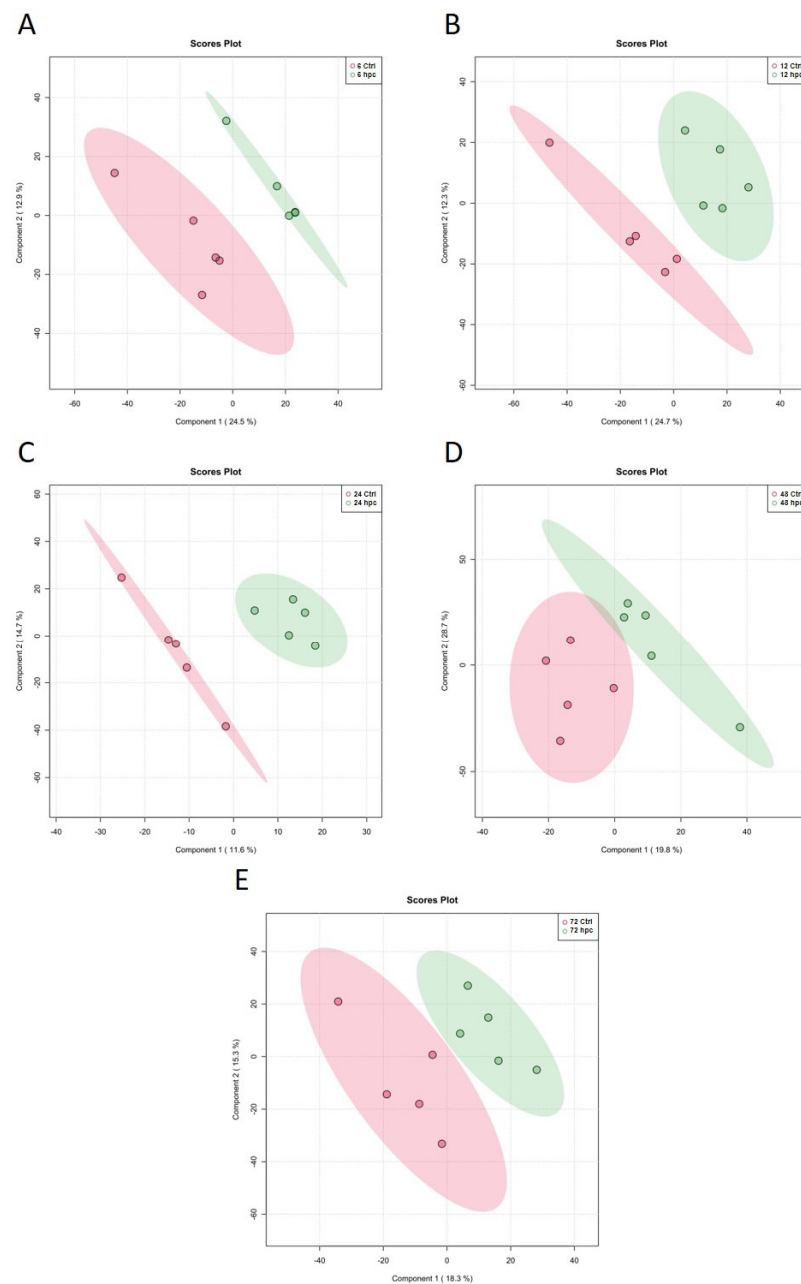 A
Scores Plot
6 Ctrl
6 hpc
Component 2 ( 12.9 %)
40
20
0
-20
-40
-60 -40 -20 0 20 40
Component 1 ( 24.5 %)
B
Scores Plot
12 Ctrl
12 hpc
Component 2 ( 12.3 %)
40
20
0
-20
-40
-60
-60 -40 -20 0 20 40
Component 1 ( 24.7 %)
C
Scores Plot
24 Ctrl
24 hpc
Component 2 ( 14.7 %)
60
40
20
0
-20
-40
-60
-40 -30 -20 -10 0 10 20 30
Component 1 ( 11.6 %)
D
Scores Plot
48 Ctrl
48 hpc
Component 2 ( 28.7 %)
50
0
-50
-40 -20 0 20 40
Component 1 ( 19.8 %)
E
Scores Plot
72 Ctrl
72 hpc
Component 2 ( 15.3 %)
40
20
0
-20
-40
-60
-40 -20 0 20 40
Component 1 ( 18.3 %)